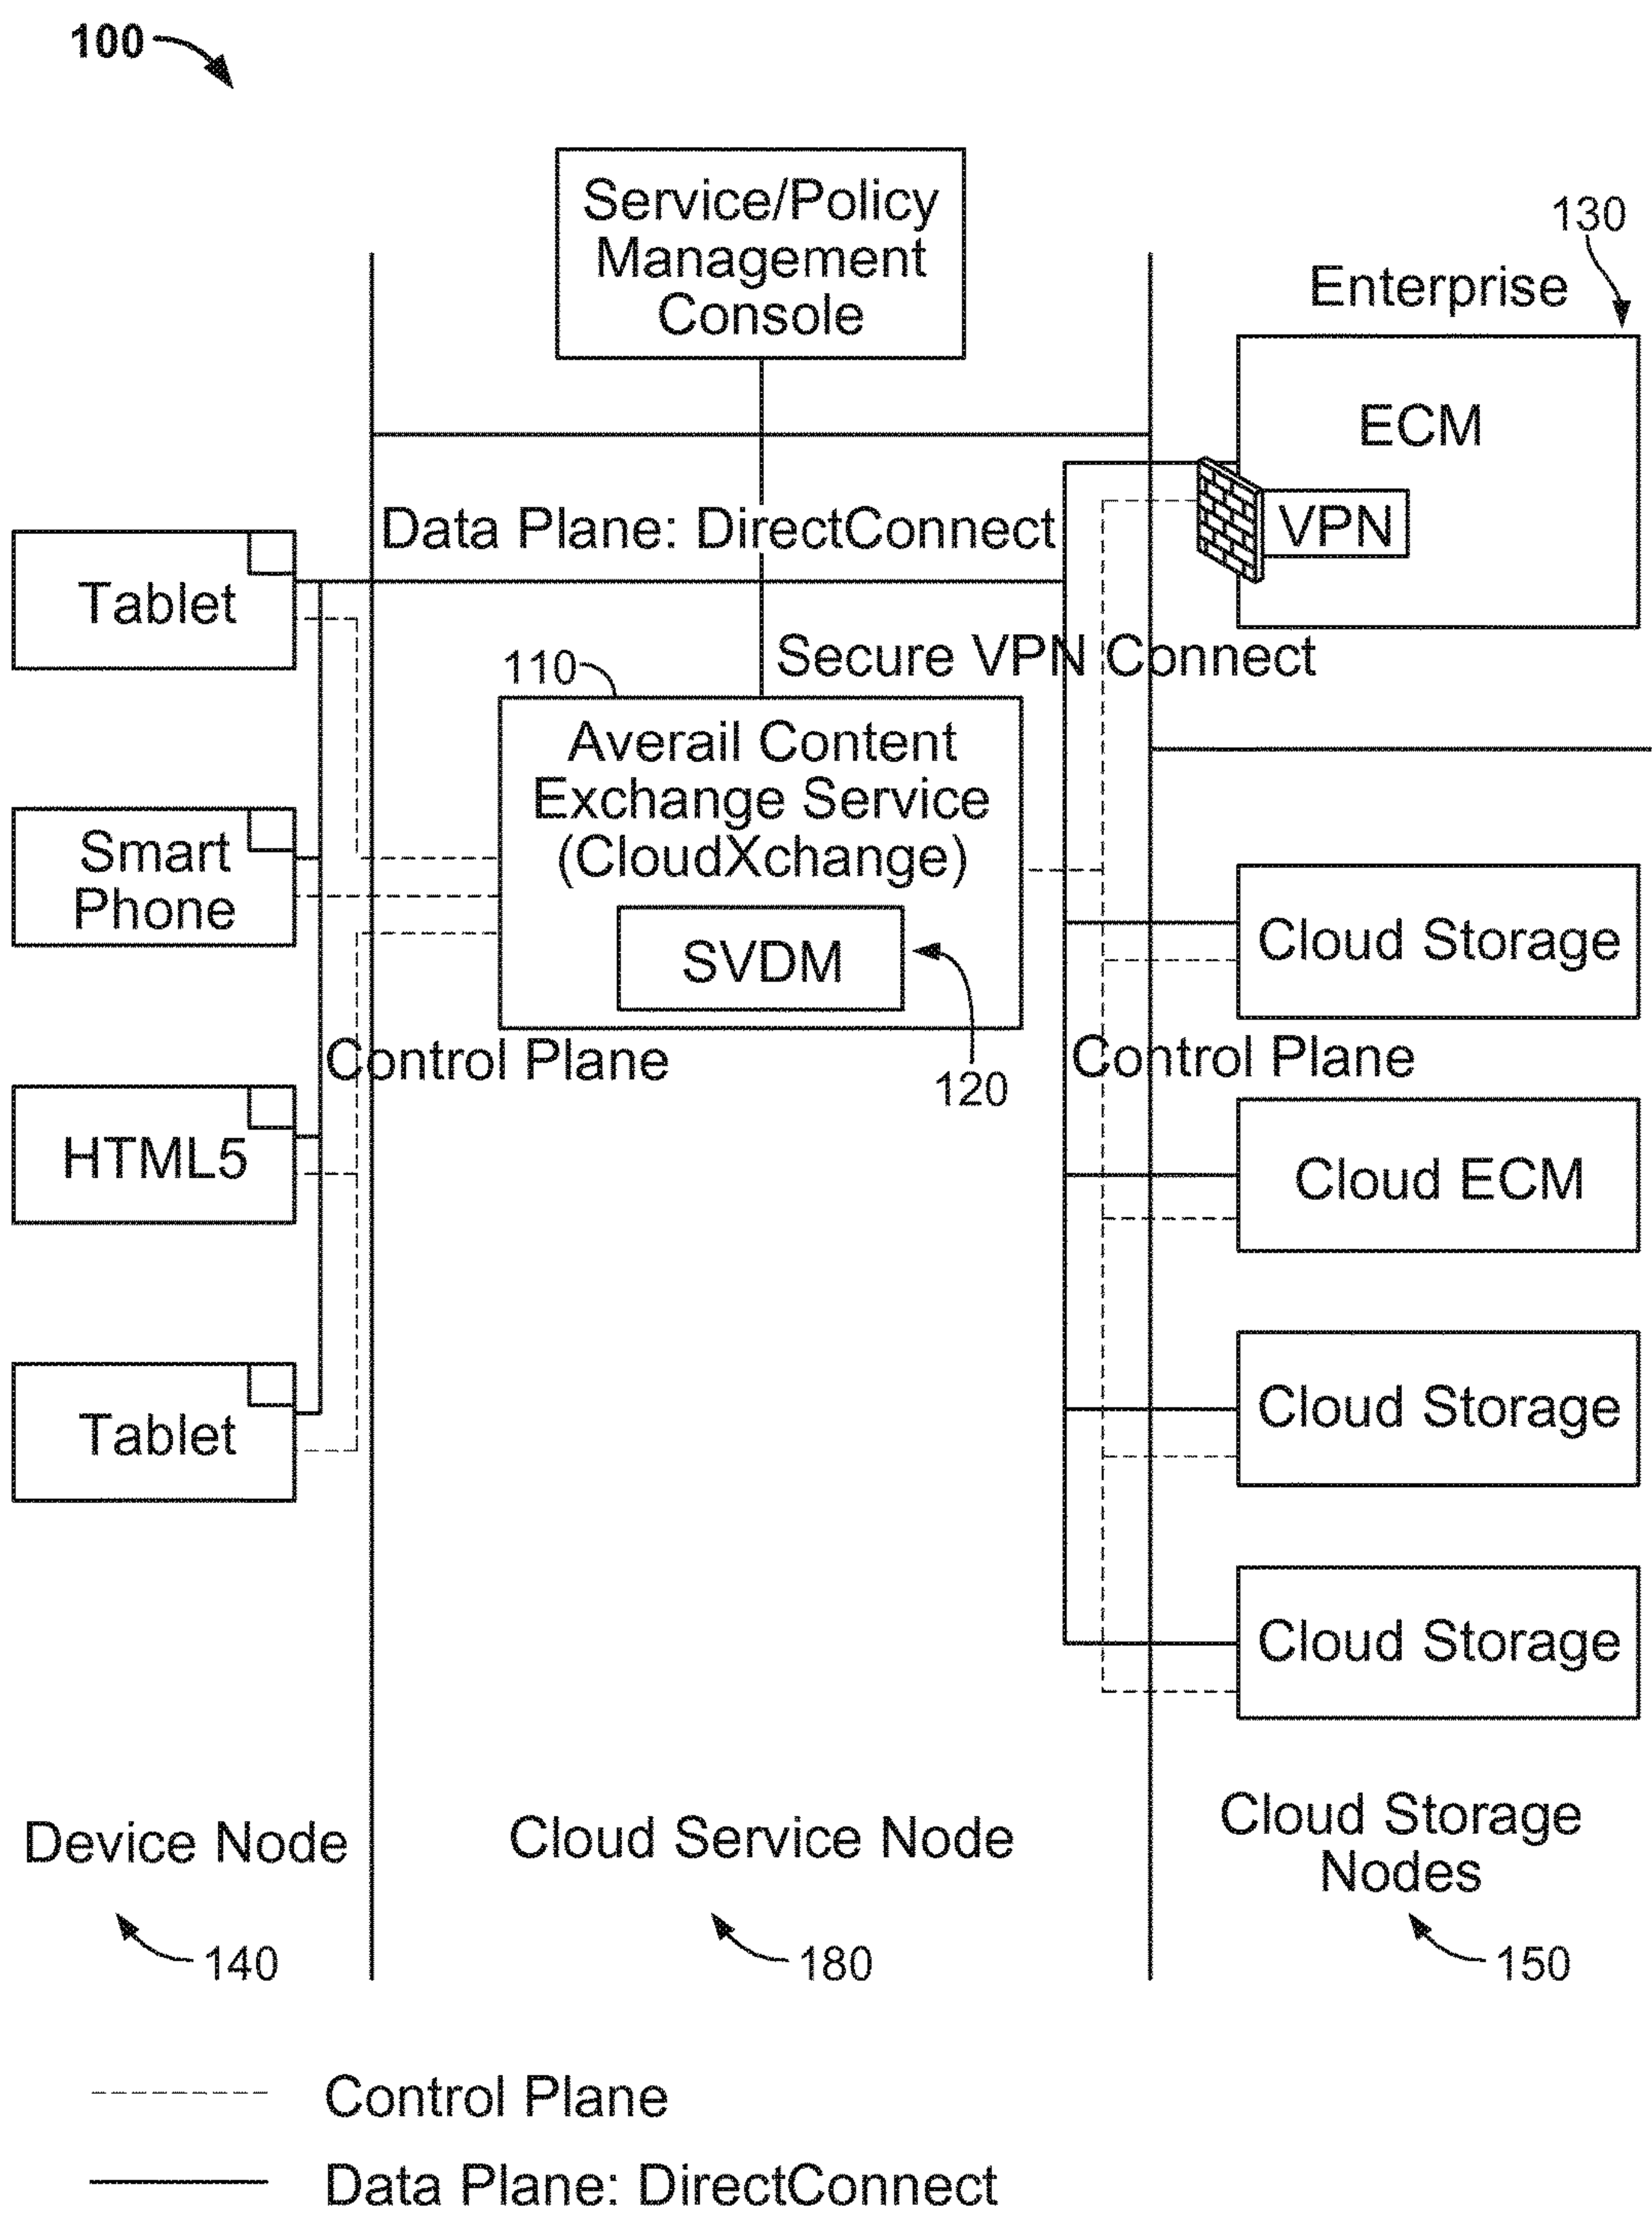 100
Service/Policy
Management
Console
130
Enterprise
ECM
VPN
Data Plane: DirectConnect
Tablet
Secure VPN Connect
110
Averail Content
Exchange Service
(CloudXchange)
SVDM
120
Smart
Phone
Control Plane
Control Plane
Cloud Storage
HTML5
Cloud ECM
Tablet
Cloud Storage
Cloud Storage
Device Node
140
Cloud Service Node
180
Cloud Storage
Nodes
150
Control Plane
Data Plane: DirectConnect